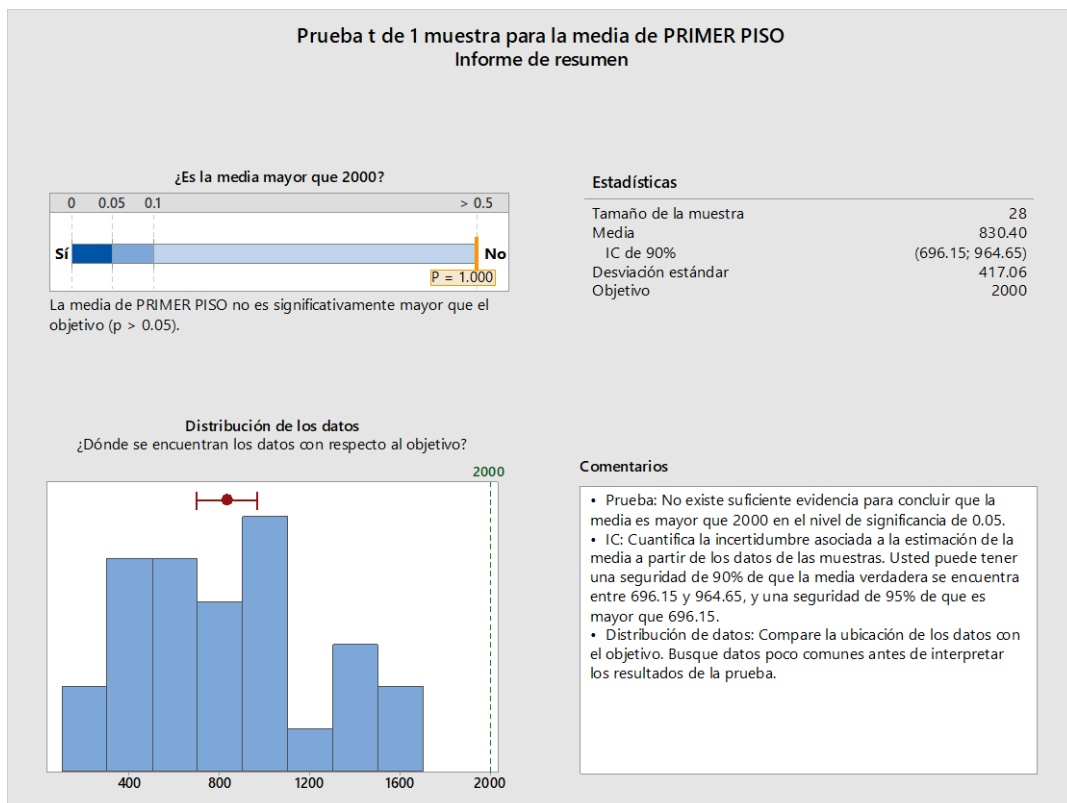 Prueba t de 1 muestra para la media de PRIMER PISO
Informe de resumen
¿Es la media mayor que 2000?
0 0.05 0.1 > 0.5
Sí No
P = 1.000
La media de PRIMER PISO no es significativamente mayor que el
objetivo (p > 0.05).
Estadísticas
Tamaño de la muestra 28
Media 830.40
IC de 90% (696.15; 964.65)
Desviación estándar 417.06
Objetivo 2000
Distribución de los datos
¿Dónde se encuentran los datos con respecto al objetivo?
2000
400 800 1200 1600 2000
Comentarios
• Prueba: No existe suficiente evidencia para concluir que la
media es mayor que 2000 en el nivel de significancia de 0.05.
• IC: Cuantifica la incertidumbre asociada a la estimación de la
media a partir de los datos de las muestras. Usted puede tener
una seguridad de 90% de que la media verdadera se encuentra
entre 696.15 y 964.65, y una seguridad de 95% de que es
mayor que 696.15.
• Distribución de datos: Compare la ubicación de los datos con
el objetivo. Busque datos poco comunes antes de interpretar
los resultados de la prueba.